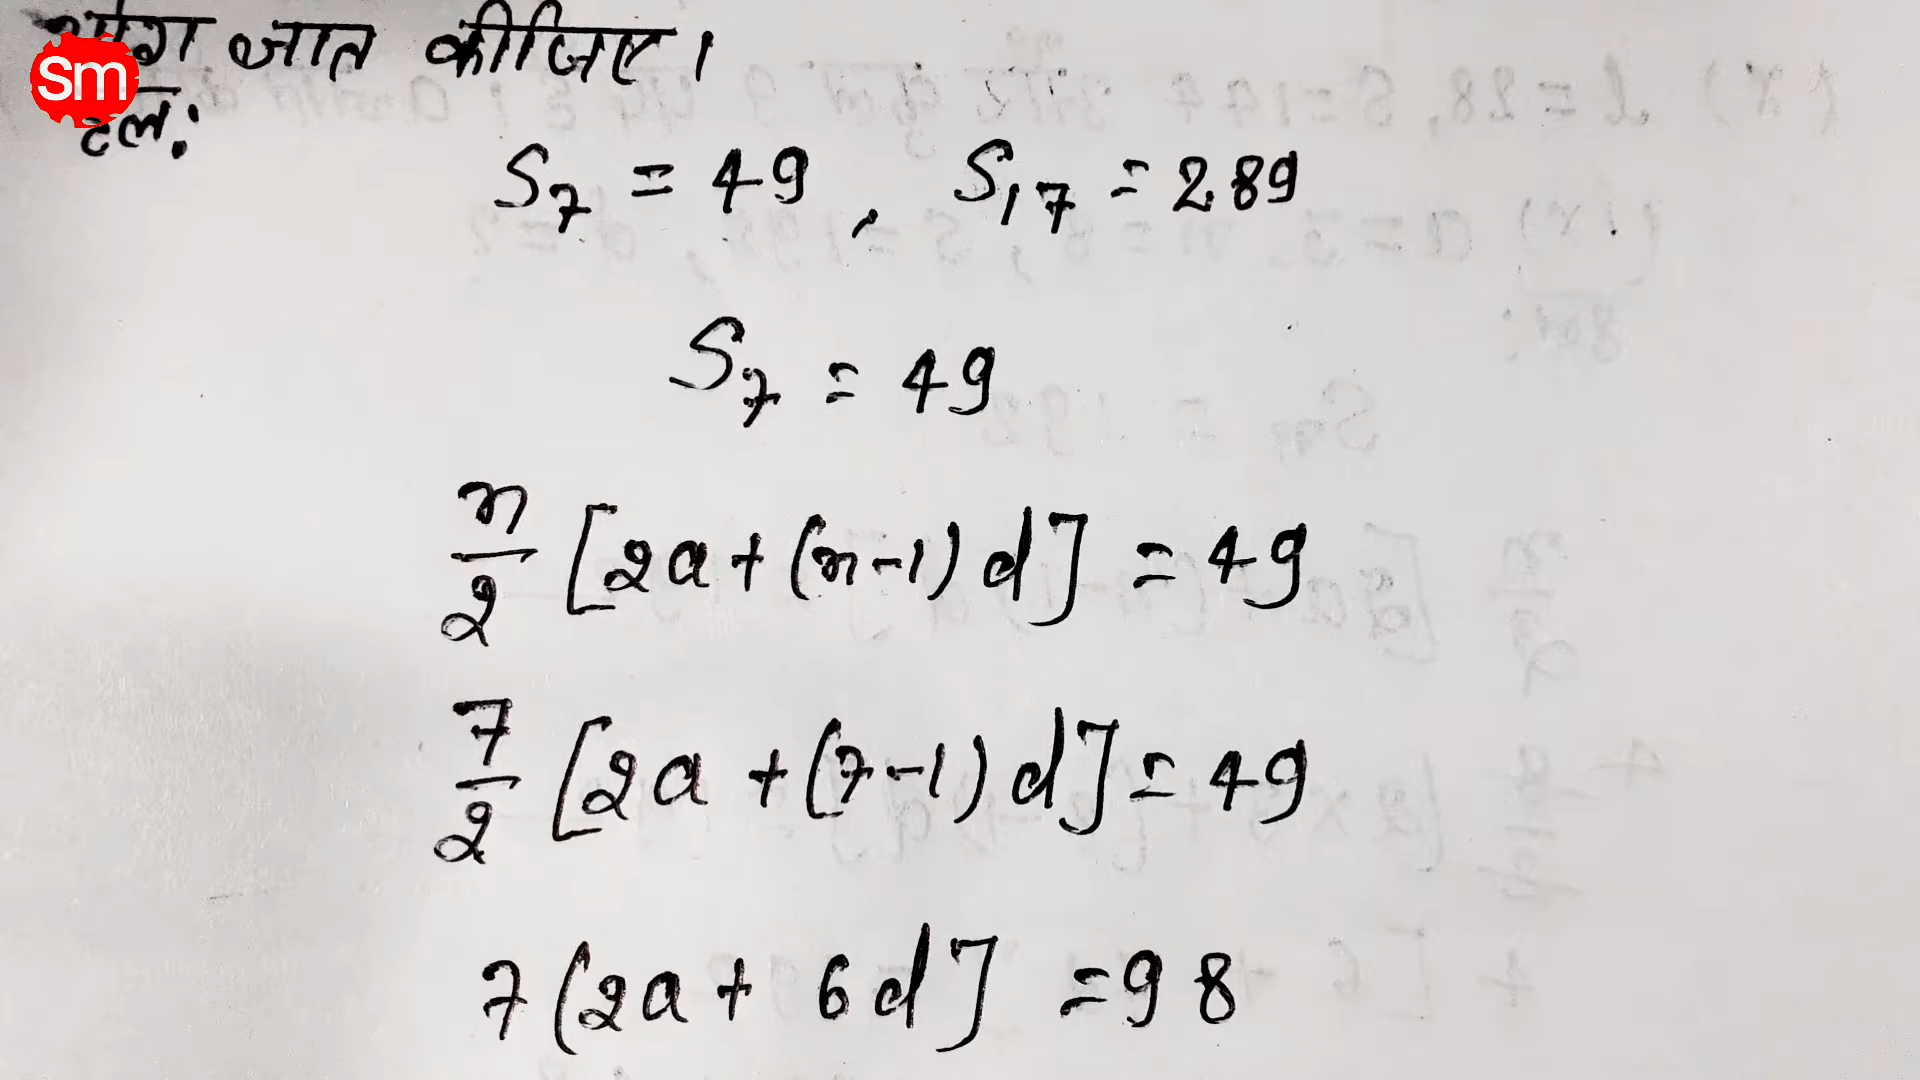 योग ज्ञात कीजिए।
Sm
हल:
S₇ = 49, S₁₇ = 289
S₇ = 49
n/2 [2a + (n-1) d] = 49
7/2 [2a + (7-1) d] = 49
7 (2a + 6d] = 98